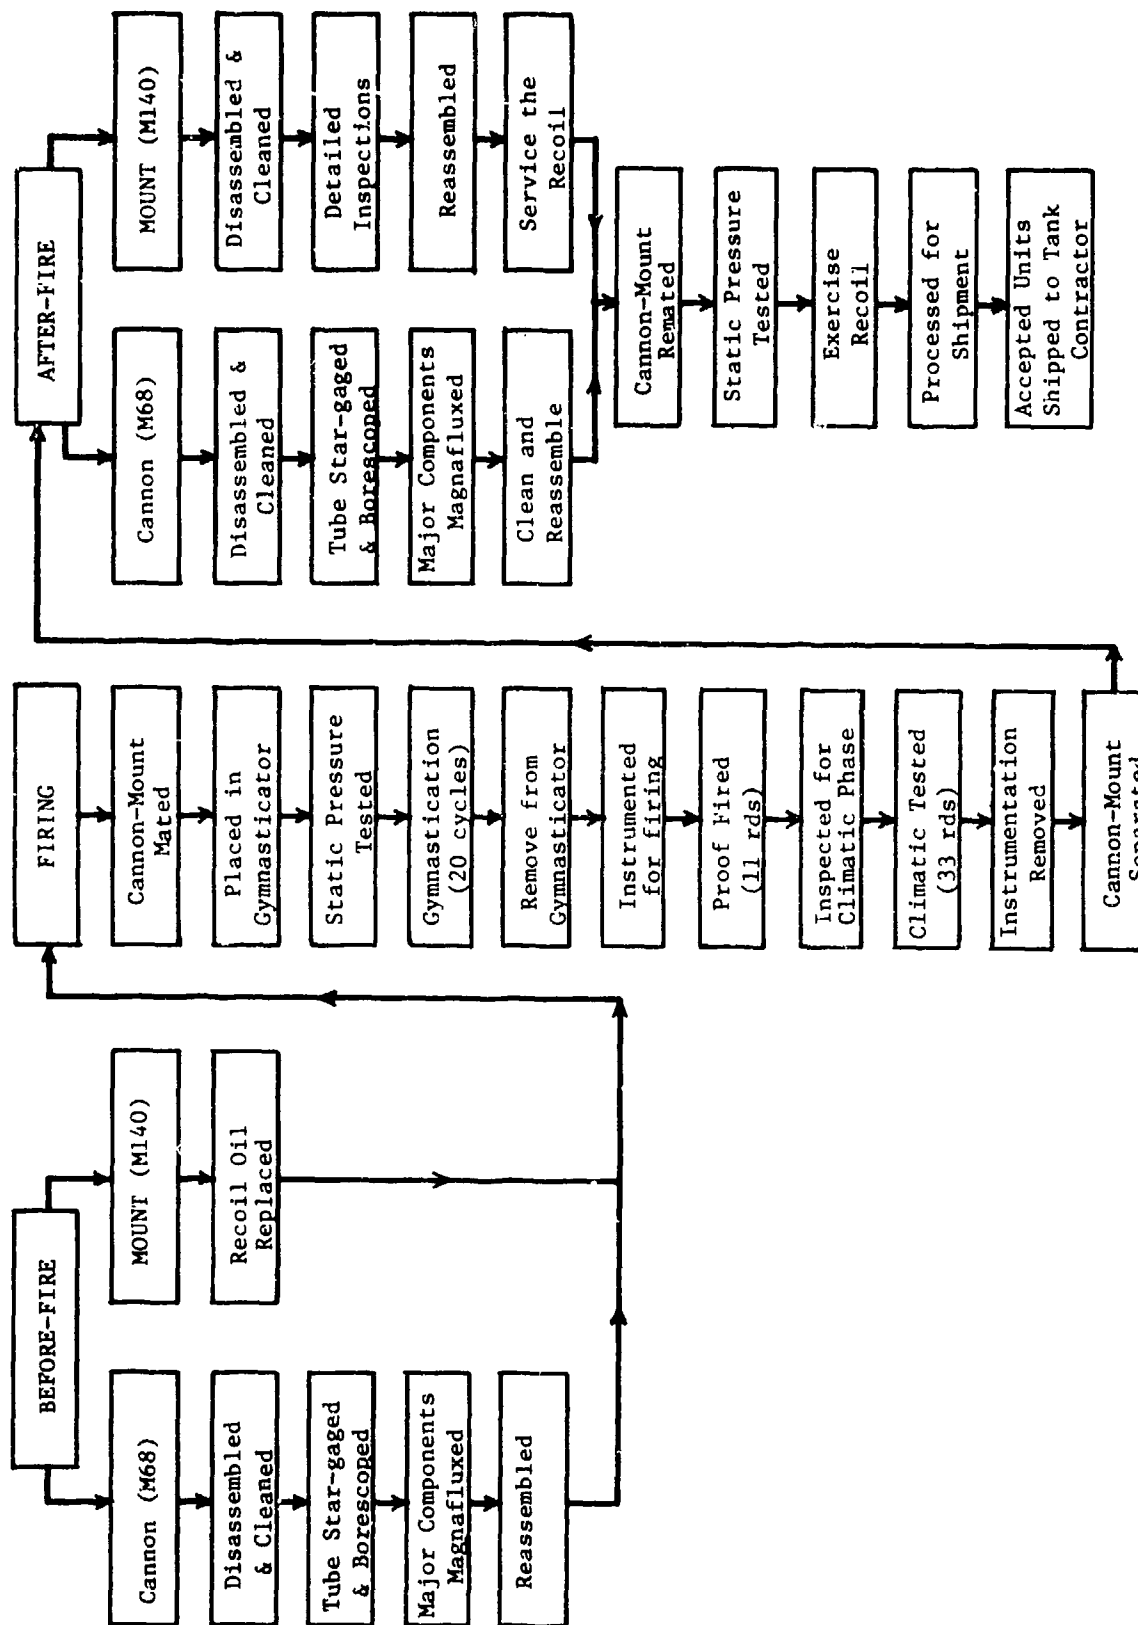 BEFORE-FIRE
Cannon (M68)
Disassembled
& Cleaned
Tube Star-gaged
& Borescoped
Major Components
Magnafluxed
Reassembled
MOUNT (M140)
Recoil Oil
Replaced
FIRING
Cannon-Mount
Mated
Placed in
Gymnasticator
Static Pressure
Tested
Gymnastication
(20 cycles)
Remove from
Gymnasticator
Instrumented
for firing
Proof Fired
(11 rds)
Inspected for
Climatic Phase
Climatic Tested
(33 rds)
Instrumentation
Removed
Cannon-Mount
Separated
AFTER-FIRE
Cannon (M68)
Disassembled &
Cleaned
Tube Star-gaged
& Borescoped
Major Components
Magnafluxed
Clean and
Reassemble
MOUNT (M140)
Disassembled &
Cleaned
Detailed
Inspections
Reassembled
Service the
Recoil
Cannon-Mount
Remated
Static Pressure
Tested
Exercise
Recoil
Processed for
Shipment
Accepted Units
Shipped to Tank
Contractor